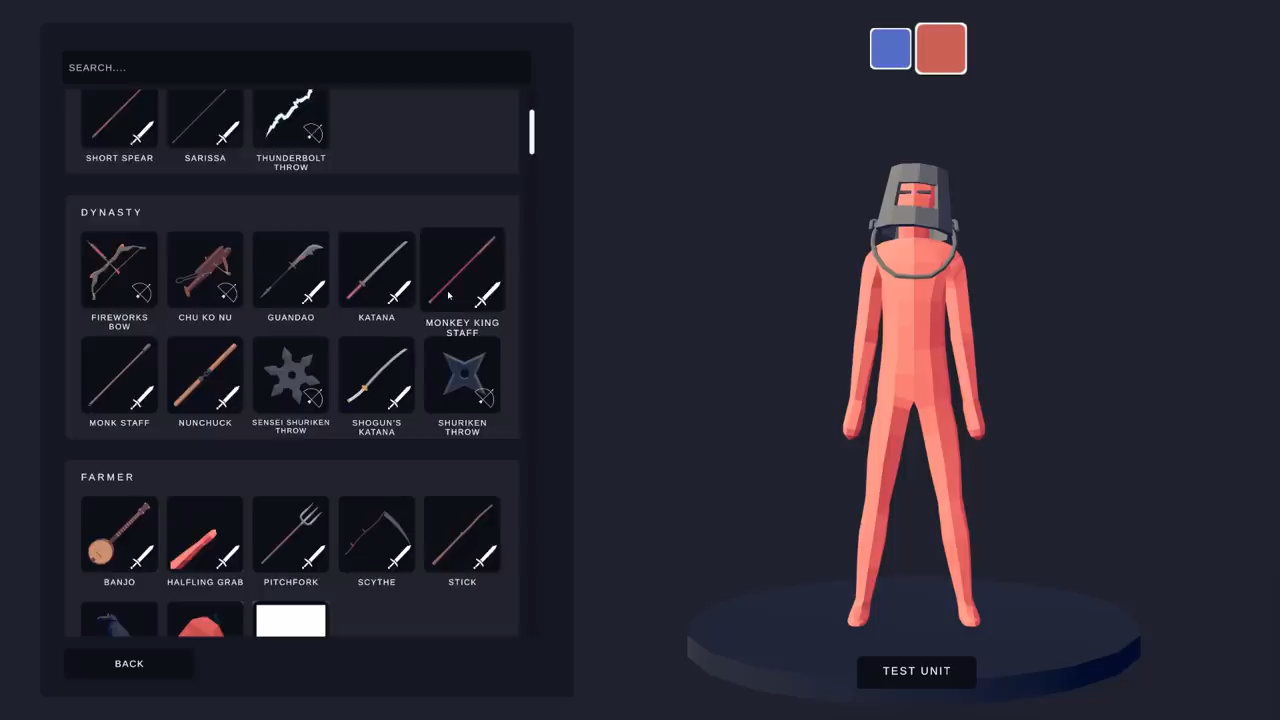 SEARCH....
SHORT SPEAR
SARISSA
THUNDERBOLT
THROW
DYNASTY
FIREWORKS
BOW
CHU KO NU
GUANDAO
KATANA
MONKEY KING
STAFF
MONK STAFF
NUNCHUCK
SENSEI SHURIKEN
THROW
SHOGUN'S
KATANA
SHURIKEN
THROW
FARMER
BANJO
HALFLING GRAB
PITCHFORK
SCYTHE
STICK
BACK
TEST UNIT